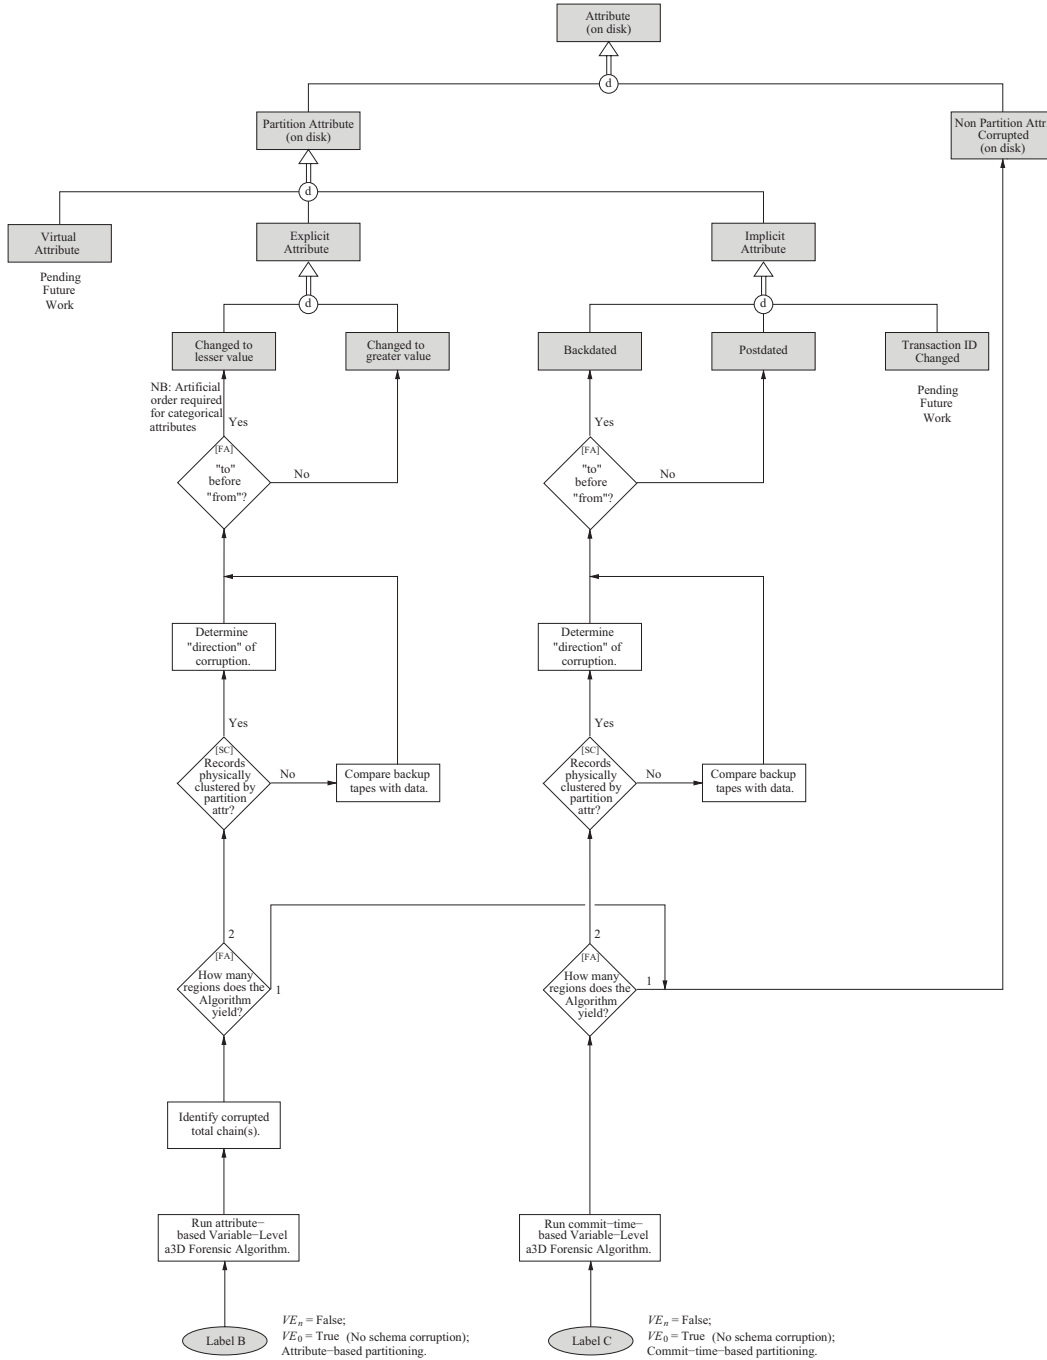 Attribute
(on disk)
d
Partition Attribute
(on disk)
Non Partition Attr
Corrupted
(on disk)
d
Virtual
Attribute
Explicit
Attribute
Implicit
Attribute
Pending
Future
Work
d
d
Changed to
lesser value
Changed to
greater value
Backdated
Postdated
Transaction ID
Changed
NB: Artificial
order required
for categorical
attributes
Pending
Future
Work
Yes
[FA]
"to"
before
"from"?
No
Yes
[FA]
"to"
before
"from"?
No
Determine
"direction" of
corruption.
Determine
"direction" of
corruption.
Yes
[SC]
Records
physically
clustered by
partition
attr?
No
Compare backup
tapes with data.
Yes
[SC]
Records
physically
clustered by
partition
attr?
No
Compare backup
tapes with data.
2
[FA]
How many
regions does the
Algorithm
yield?
1
2
[FA]
How many
regions does the
Algorithm
yield?
1
Identify corrupted
total chain(s).
Run attribute−
based Variable−Level
a3D Forensic Algorithm.
Run commit−time−
based Variable−Level
a3D Forensic Algorithm.
Label B
VEn = False;
VE0 = True (No schema corruption);
Attribute−based partitioning.
Label C
VEn = False;
VE0 = True (No schema corruption);
Commit−time−based partitioning.